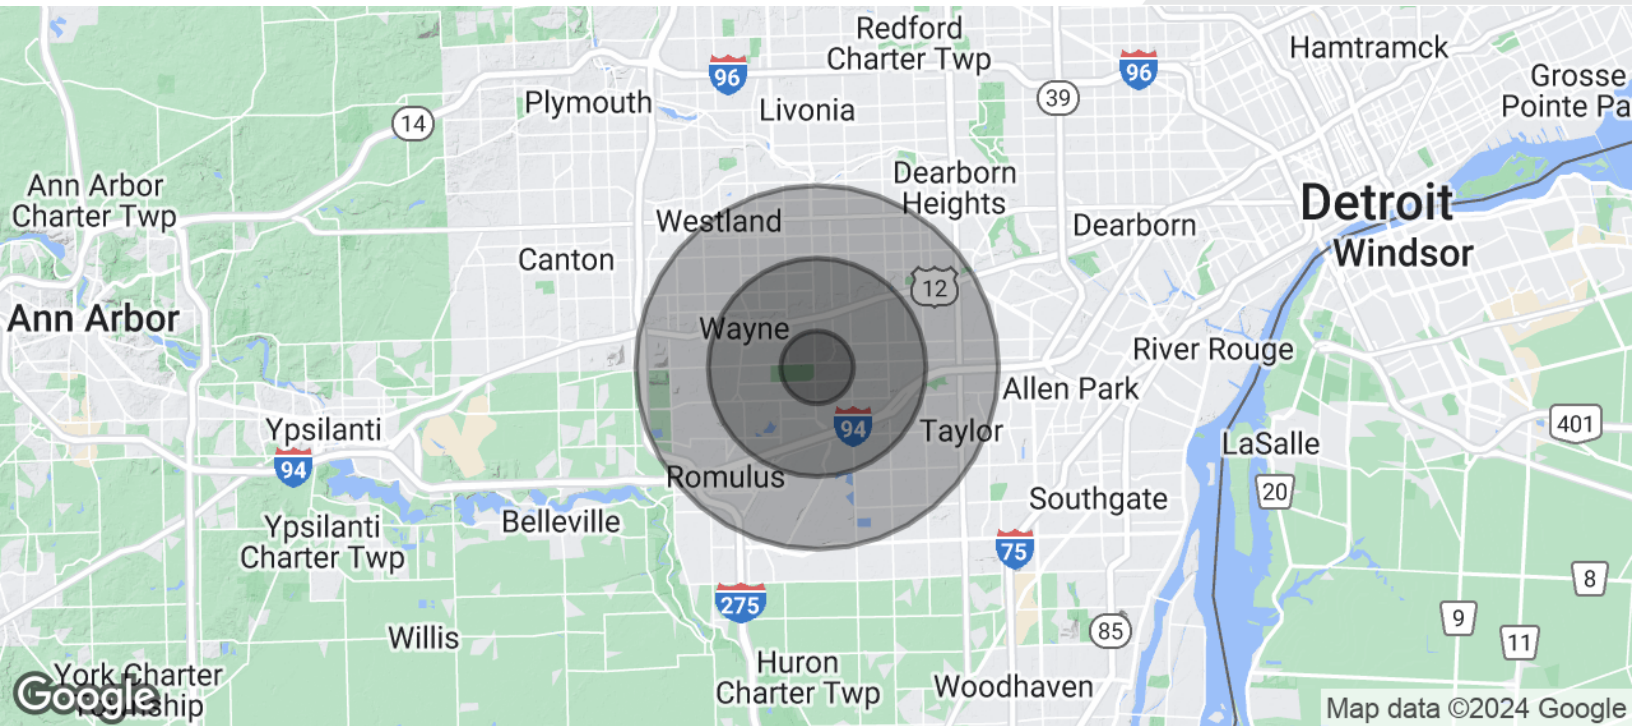 Redford
Charter Twp
Hamtramck
96
96
Grosse
Pointe Pa
39
Plymouth
Livonia
14
Ann Arbor
Charter Twp
Dearborn
Heights
Detroit
Westland
Dearborn
Canton
Windsor
12
Ann Arbor
Wayne
River Rouge
Allen Park
Ypsilanti
94
Taylor
401
LaSalle
94
Romulus
20
Southgate
Belleville
Ypsilanti
Charter Twp
75
8
275
9
85
Willis
11
Huron
Charter Twp
Woodhaven
York Charter
Township
Google
Map data ©2024 Google